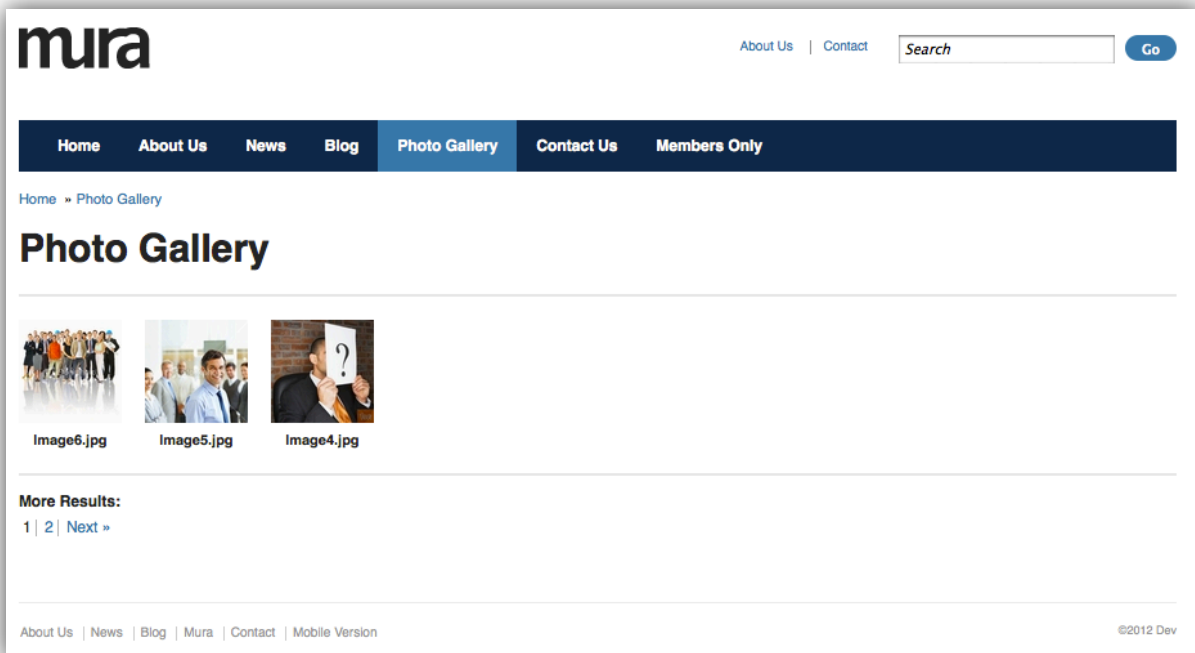 mura
About Us | Contact
Search
Go
Home About Us News Blog Photo Gallery Contact Us Members Only
Home » Photo Gallery
Photo Gallery
?
Image6.jpg Image5.jpg Image4.jpg
More Results:
1 | 2 | Next »
About Us | News | Blog | Mura | Contact | Mobile Version
©2012 Dev